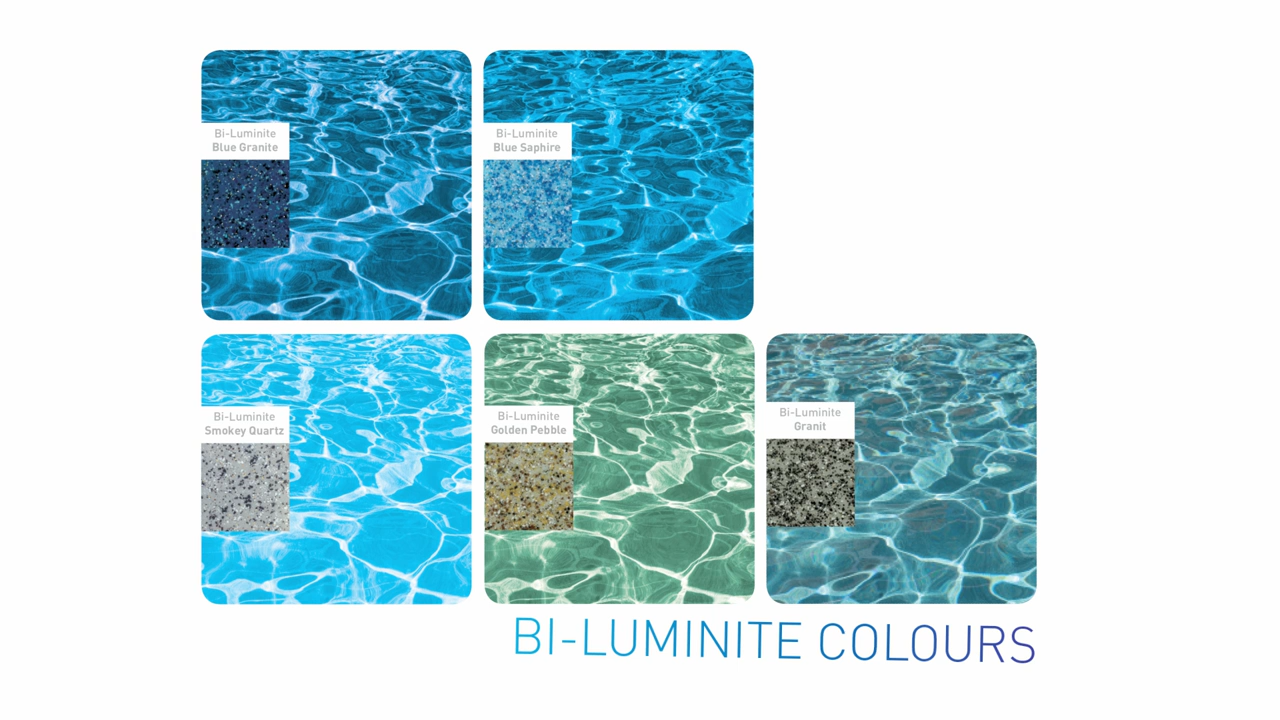 Bi-Luminite
Blue Granite
Bi-Luminite
Blue Saphire
Bi-Luminite
Smokey Quartz
Bi-Luminite
Golden Pebble
Bi-Luminite
Granit
BI-LUMINITE COLOURS